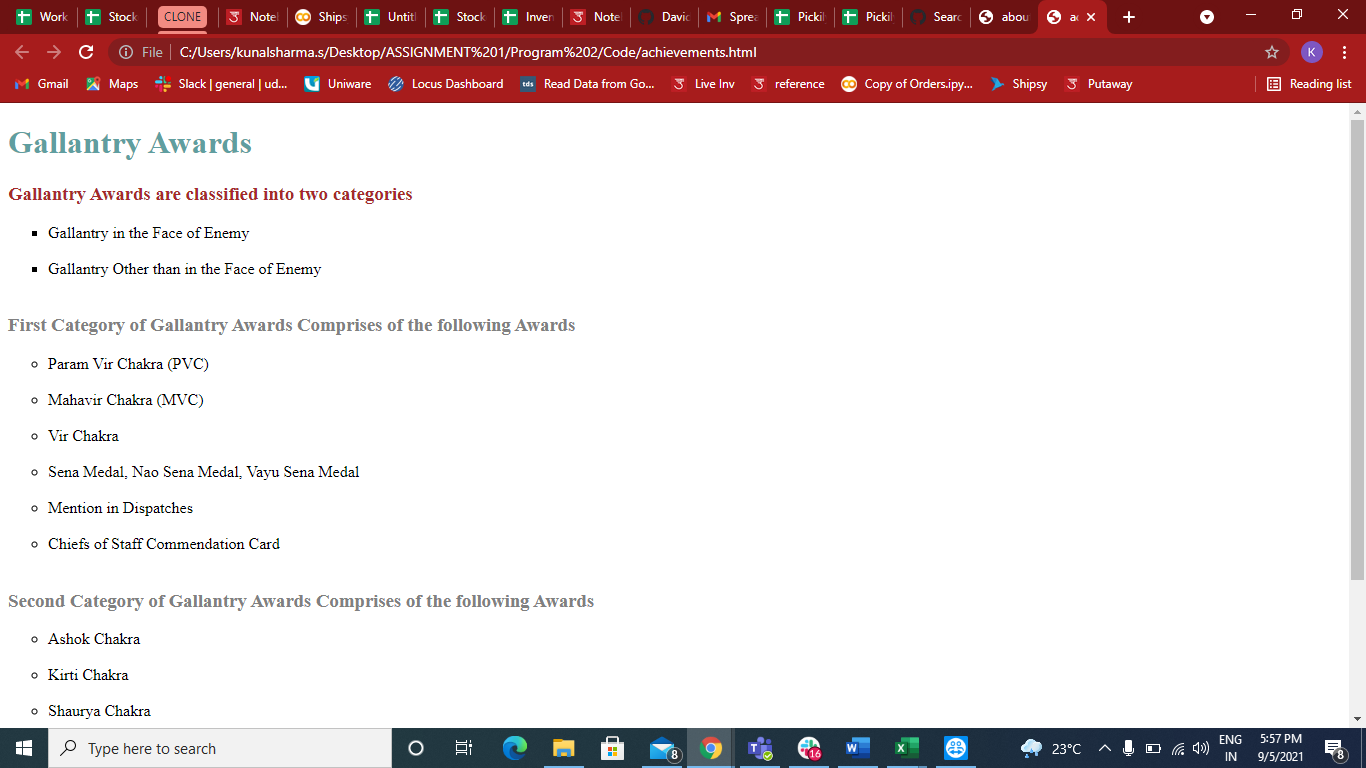 Work
Stock
CLONE
Note
Ships
Untit
Stock
Inven
Note
Davic
Sprea
Pickil
Pickil
Searc
abou
ac
File
C:/Users/kunalsharma.s/Desktop/ASSIGNMENT%201/Program%202/Code/achievements.html
K
Gmail
Maps
Slack | general | ud...
Uniware
Locus Dashboard
tds
Read Data from Go...
Live Inv
reference
Copy of Orders.ipy...
Shipsy
Putaway
Reading list
Gallantry Awards
Gallantry Awards are classified into two categories
Gallantry in the Face of Enemy
Gallantry Other than in the Face of Enemy
First Category of Gallantry Awards Comprises of the following Awards
Param Vir Chakra (PVC)
Mahavir Chakra (MVC)
Vir Chakra
Sena Medal, Nao Sena Medal, Vayu Sena Medal
Mention in Dispatches
Chiefs of Staff Commendation Card
Second Category of Gallantry Awards Comprises of the following Awards
Ashok Chakra
Kirti Chakra
Shaurya Chakra
Type here to search
8
16
23°C
ENG
IN
5:57 PM
9/5/2021
8